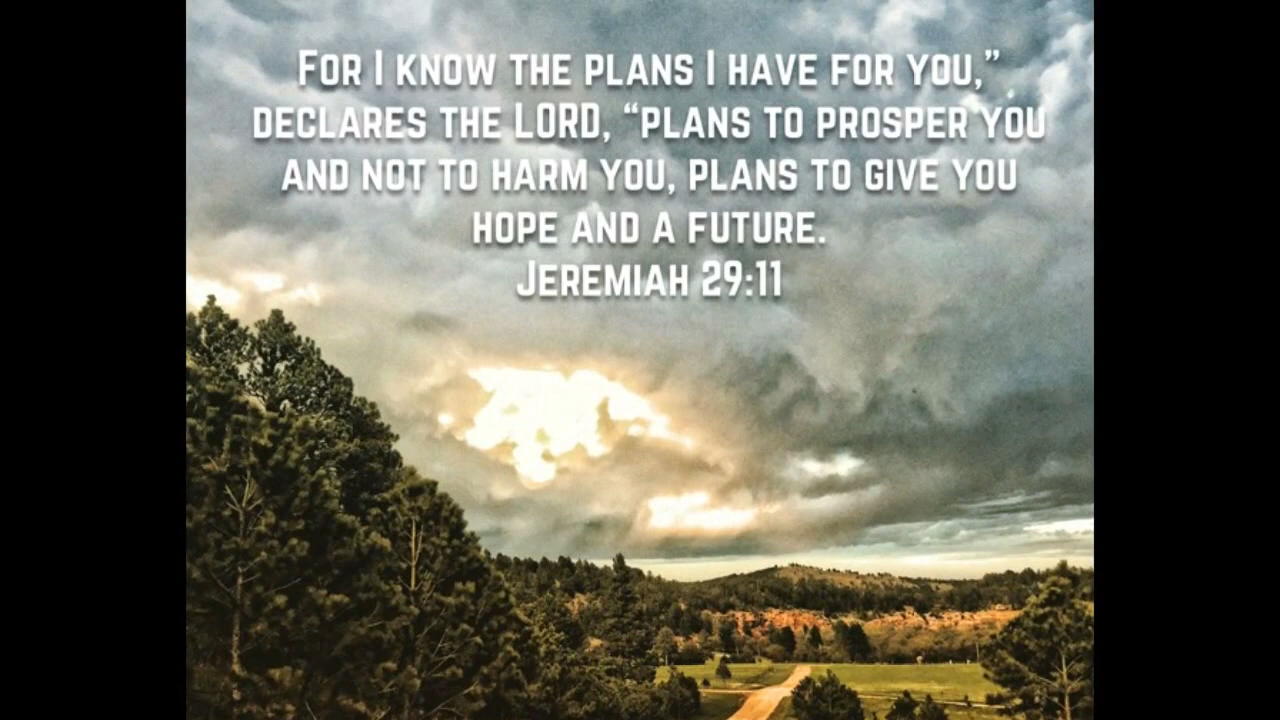 For I know the plans I have for you,”
declares the LORD, “plans to prosper you
and not to harm you, plans to give you
hope and a future.
Jeremiah 29:11